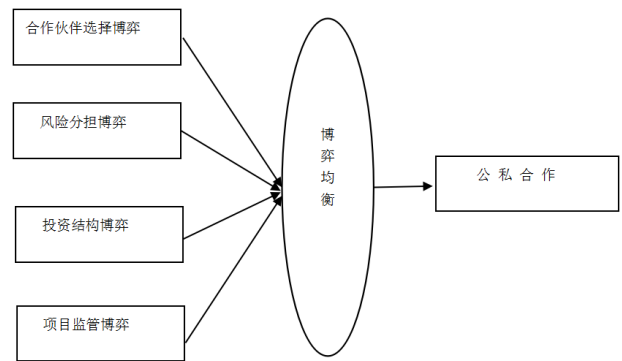 合作伙伴选择博弈
风险分担博弈
投资结构博弈
项目监管博弈
博
弈
均
衡
公 私 合 作